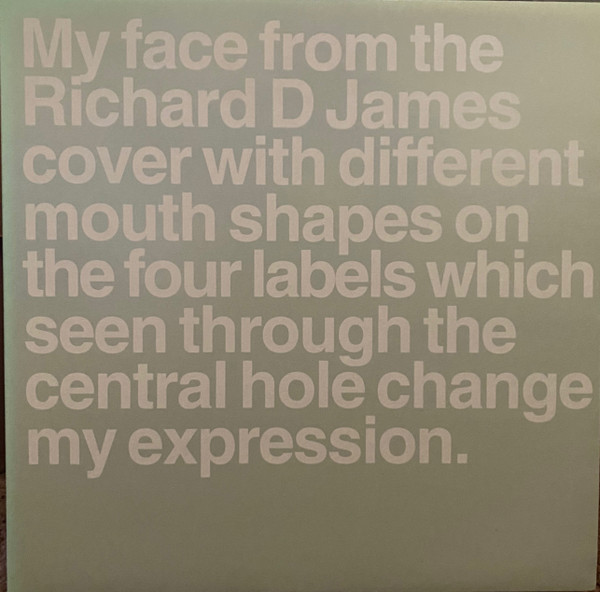 My face from the
Richard D James
cover with different
mouth shapes on
the four labels which
seen through the
central hole change
my expression.